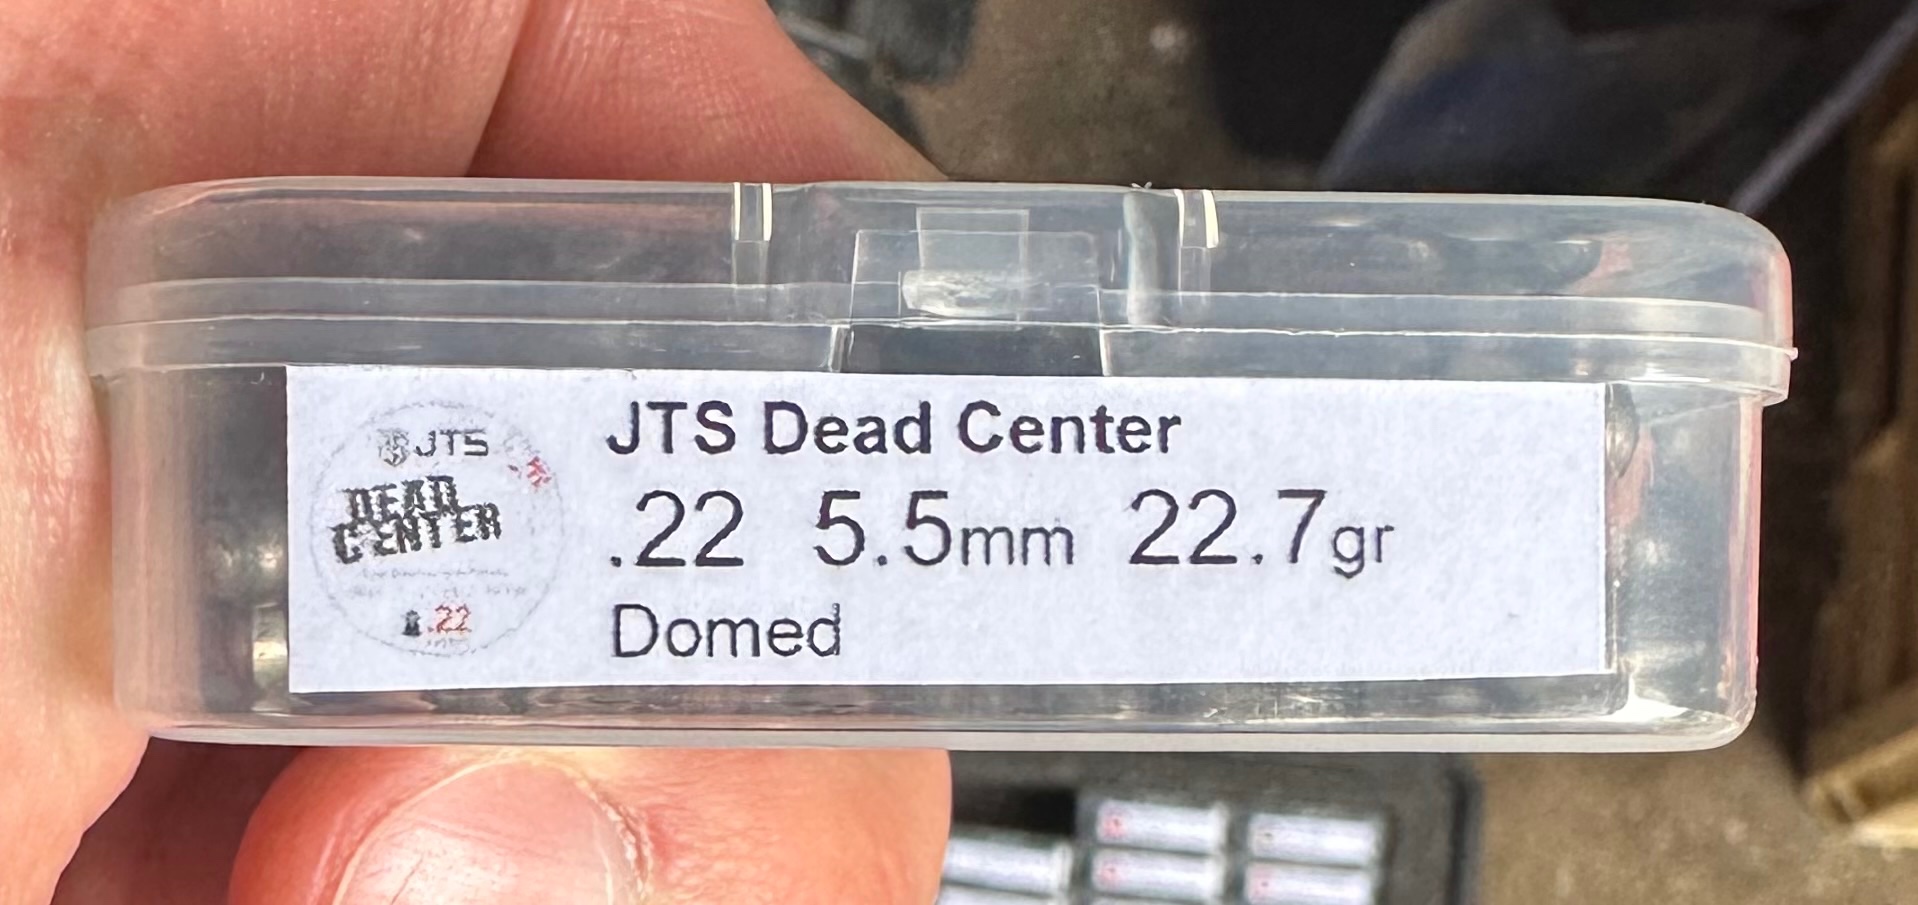 JTS
DEAD
CENTER
.22
JTS Dead Center
.22 5.5mm 22.7gr
Domed